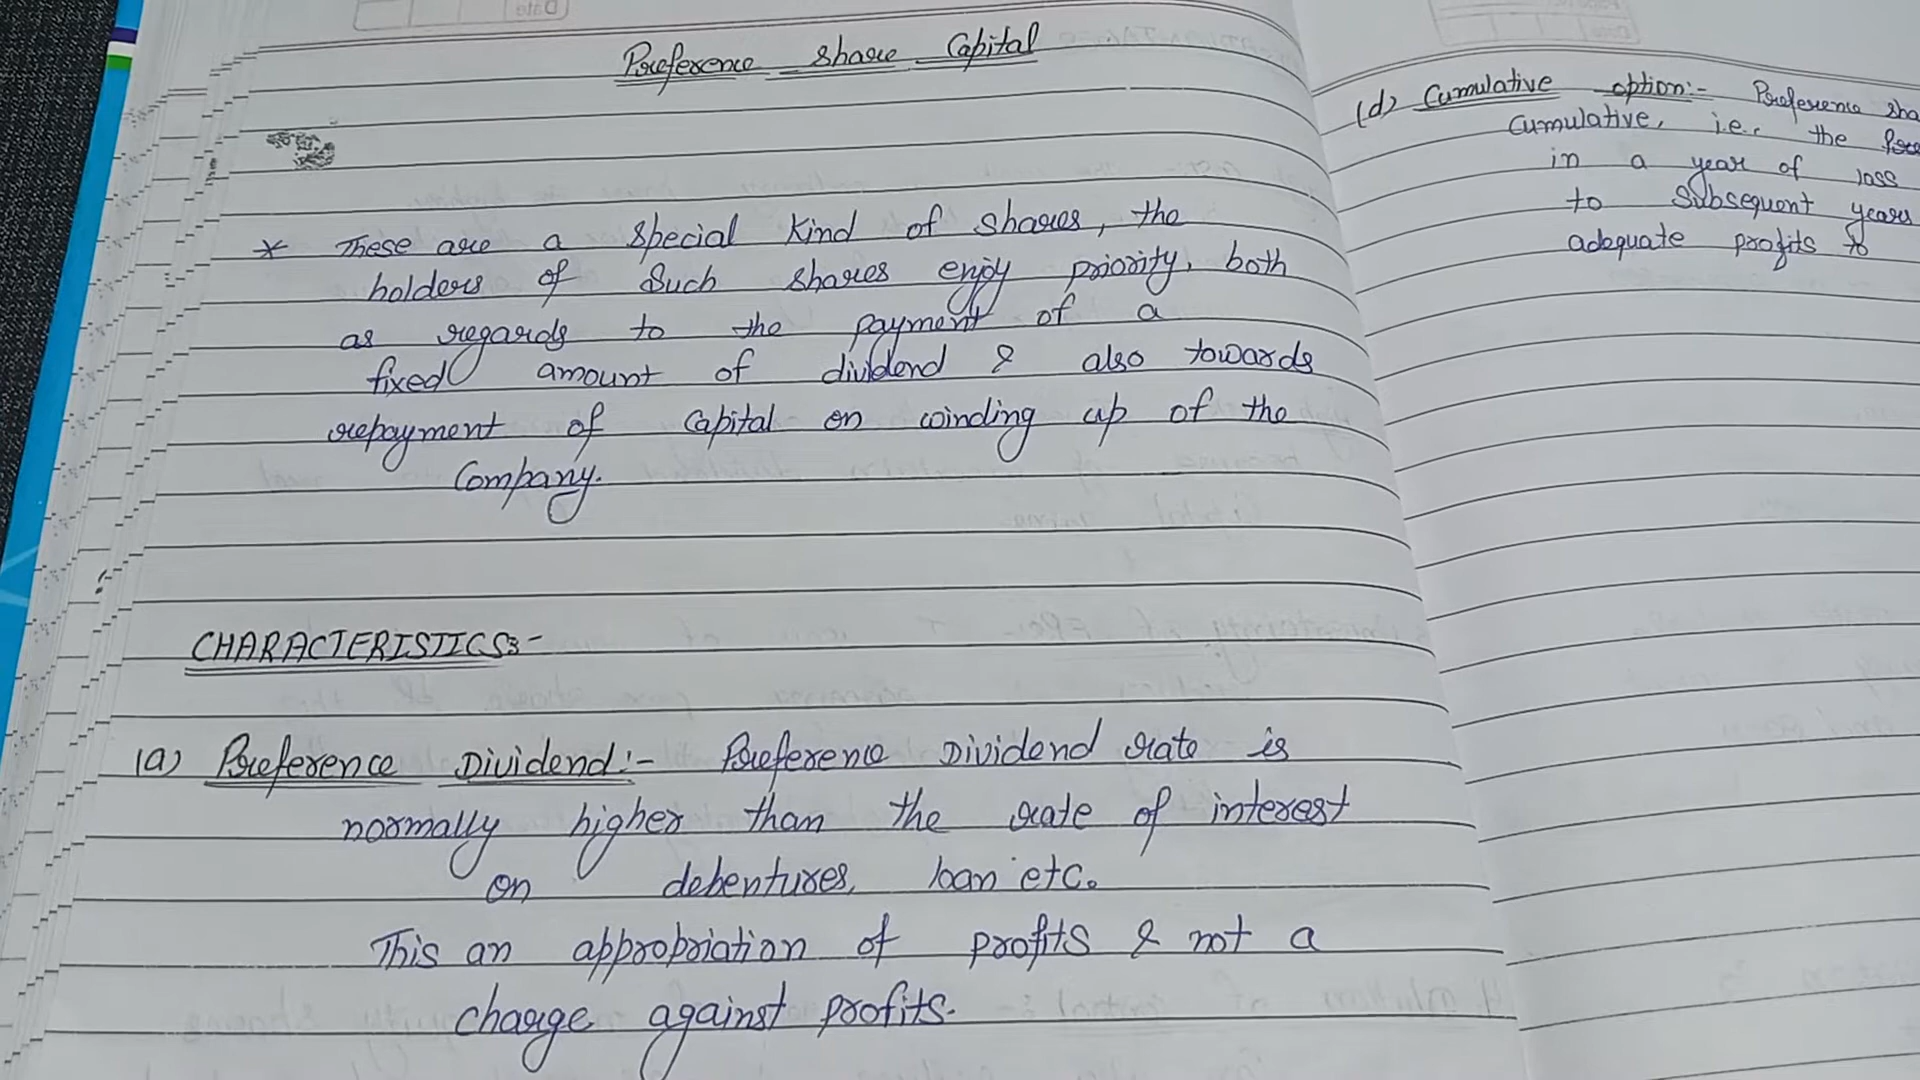 Preference Share Capital
* These are a special kind of shares, the
holders of such shares enjoy priority, both
as regards to the payment of a
fixed amount of dividend & also towards
repayment of Capital on winding up of the
Company.
CHARACTERISTICS:-
(a) Preference Dividend:- Preference Dividend rate is
normally higher than the rate of interest
on debentures, loan etc.
This an appropriation of profits & not a
charge against profits.
(d) Cumulative option:- Preference sha
Cumulative, i.e. the
in a year of loss
to Subsequent years
adequate profits to